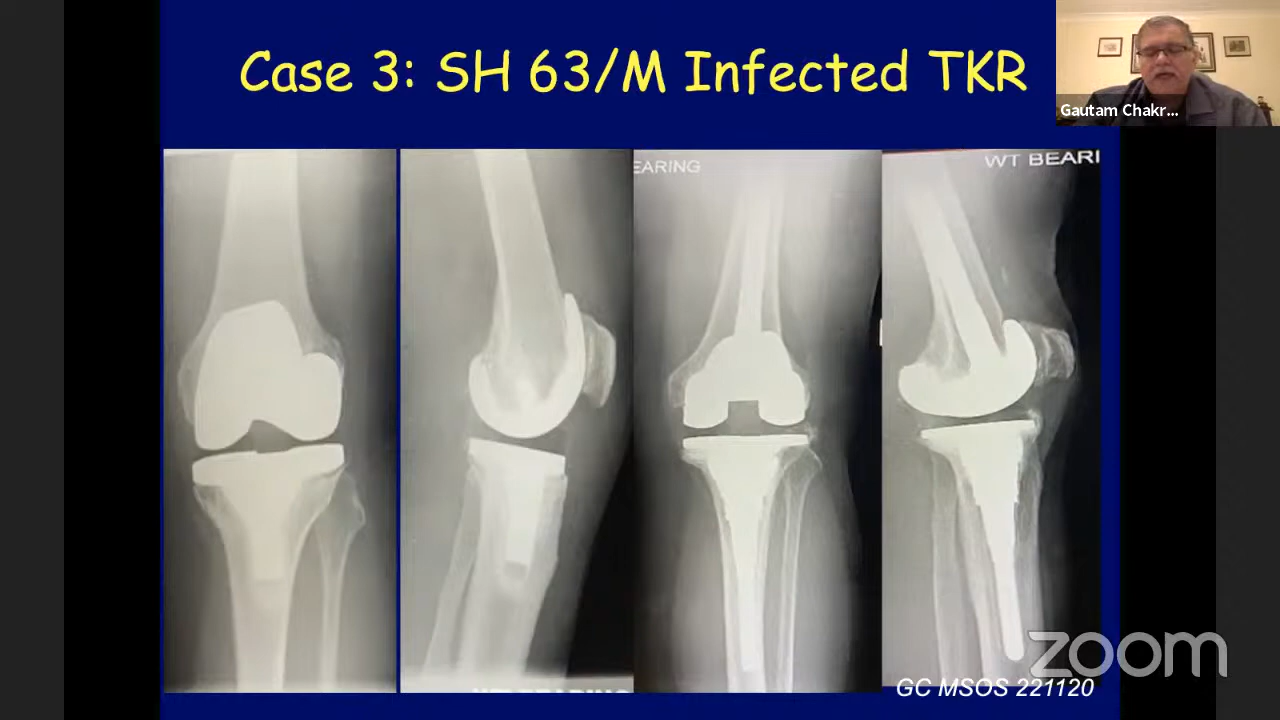 Case 3: SH 63/M Infected TKR
Gautam Chakr...
EARING
WT BEARI
zoom
GC MSOS 221120